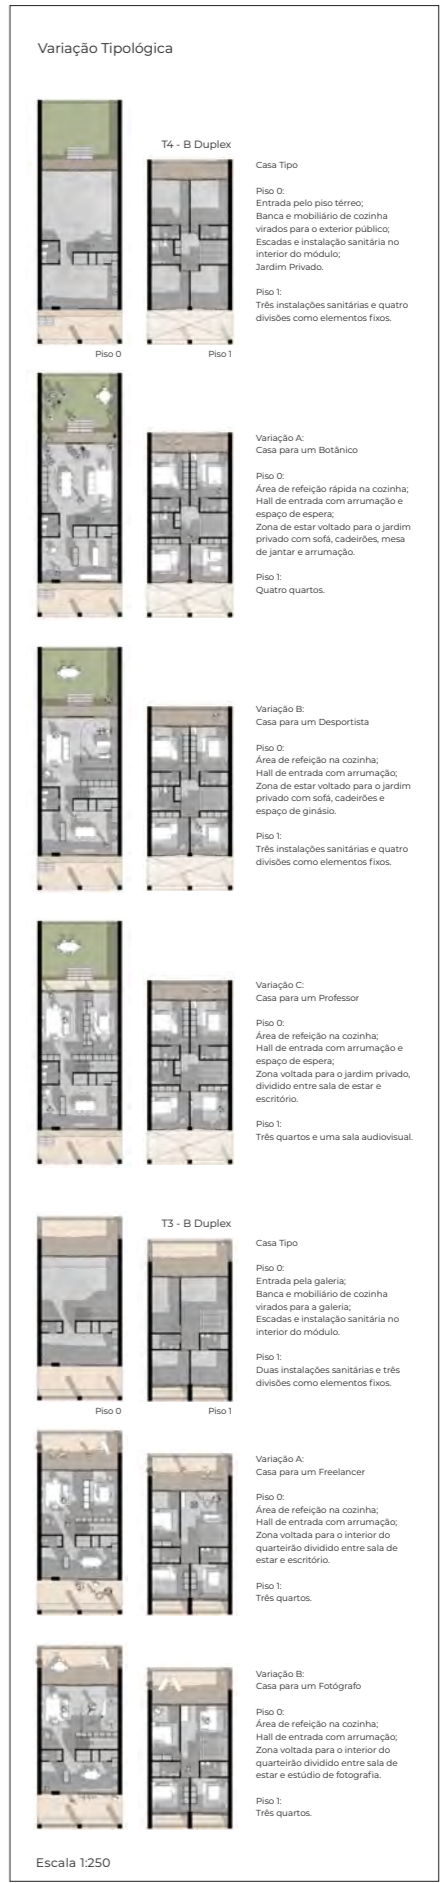 Variação Tipológica
T4 - B Duplex
Casa Tipo
Piso 0:
Entrada pelo piso térreo;
Banca e mobiliário de cozinha
virados para o exterior público;
Escadas e instalação sanitária no
interior do módulo;
Jardim Privado.
Piso 1:
Três instalações sanitárias e quatro
divisões como elementos fixos.
Piso 0
Piso 1
Variação A:
Casa para um Botânico
Piso 0:
Área de refeição rápida na cozinha;
Hall de entrada com arrumação e
espaço de espera;
Zona de estar voltado para o jardim
privado com sofá, cadeirões, mesa
de jantar e arrumação.
Piso 1:
Quatro quartos.
Variação B:
Casa para um Desportista
Piso 0:
Área de refeição na cozinha;
Hall de entrada com arrumação;
Zona de estar voltado para o jardim
privado com sofá, cadeirões e
espaço de ginásio.
Piso 1:
Três instalações sanitárias e quatro
divisões como elementos fixos.
Variação C:
Casa para um Professor
Piso 0:
Área de refeição na cozinha;
Hall de entrada com arrumação e
espaço de espera;
Zona voltada para o jardim privado,
dividido entre sala de estar e
escritório.
Piso 1:
Três quartos e uma sala audiovisual.
T3 - B Duplex
Casa Tipo
Piso 0:
Entrada pela galeria;
Banca e mobiliário de cozinha
virados para a galeria;
Escadas e instalação sanitária no
interior do módulo.
Piso 1:
Duas instalações sanitárias e três
divisões como elementos fixos.
Piso 0
Piso 1
Variação A:
Casa para um Freelancer
Piso 0:
Área de refeição na cozinha;
Hall de entrada com arrumação;
Zona voltada para o interior do
quarteirão dividido entre sala de
estar e escritório.
Piso 1:
Três quartos.
Variação B:
Casa para um Fotógrafo
Piso 0:
Área de refeição na cozinha;
Hall de entrada com arrumação;
Zona voltada para o interior do
quarteirão dividido entre sala de
estar e estúdio de fotografia.
Piso 1:
Três quartos.
Escala 1:250